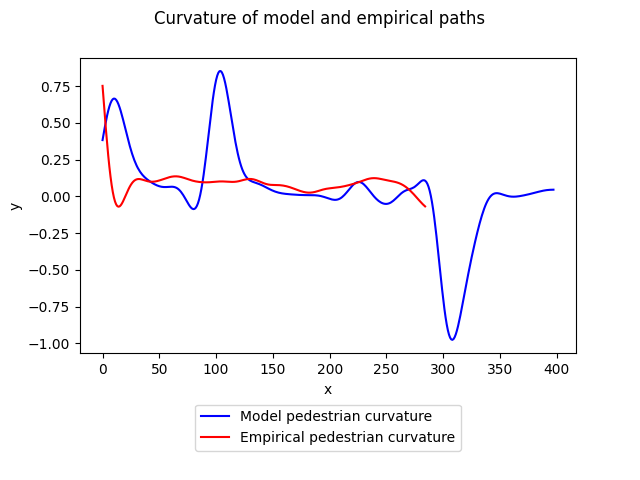 Curvature of model and empirical paths
0.75
0.50
0.25
0.00
−0.25
−0.50
−0.75
−1.00
y
0 50 100 150 200 250 300 350 400
x
Model pedestrian curvature
Empirical pedestrian curvature